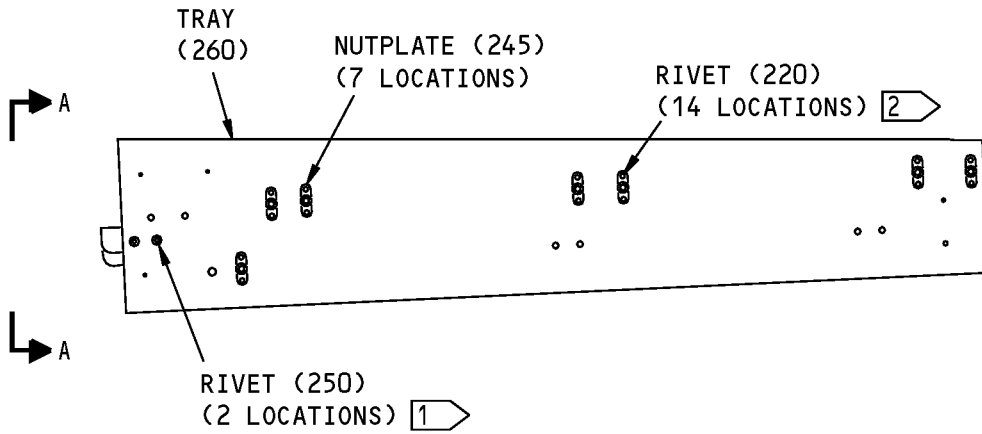 TRAY
(260)
NUTPLATE (245)
(7 LOCATIONS)
RIVET (220)
(14 LOCATIONS) 2
A
A
RIVET (250)
(2 LOCATIONS) 1